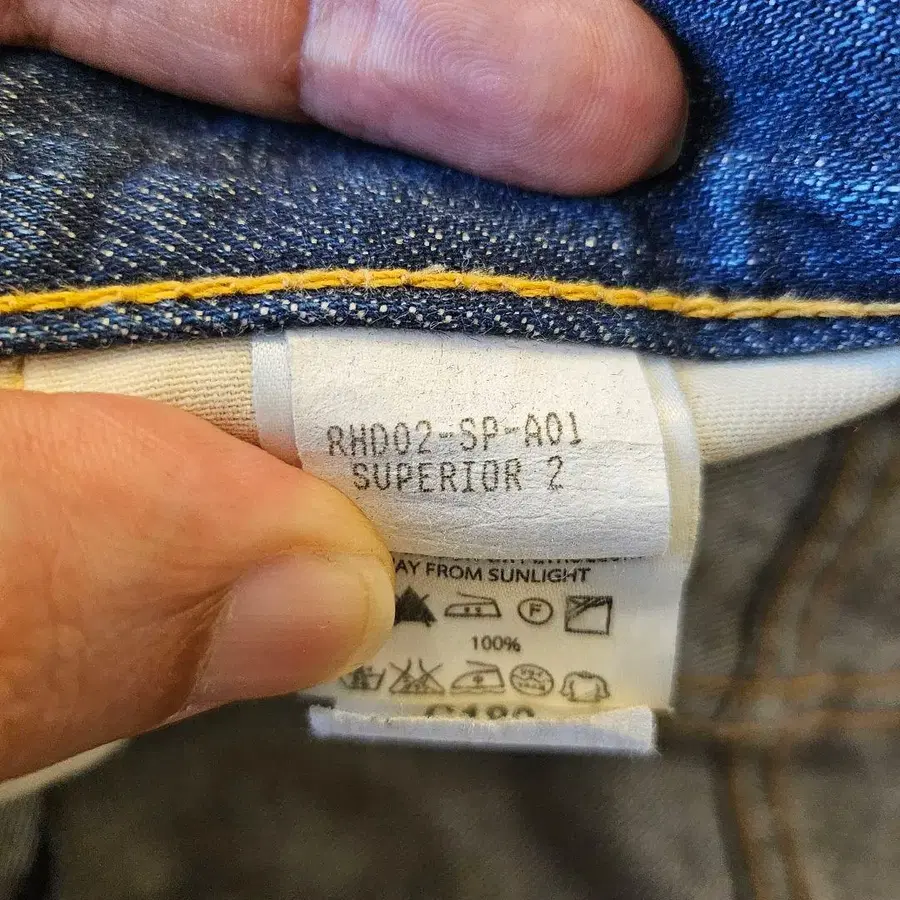 RHD02-SP-A01
SUPERIOR 2
AY FROM SUNLIGHT
F
100%